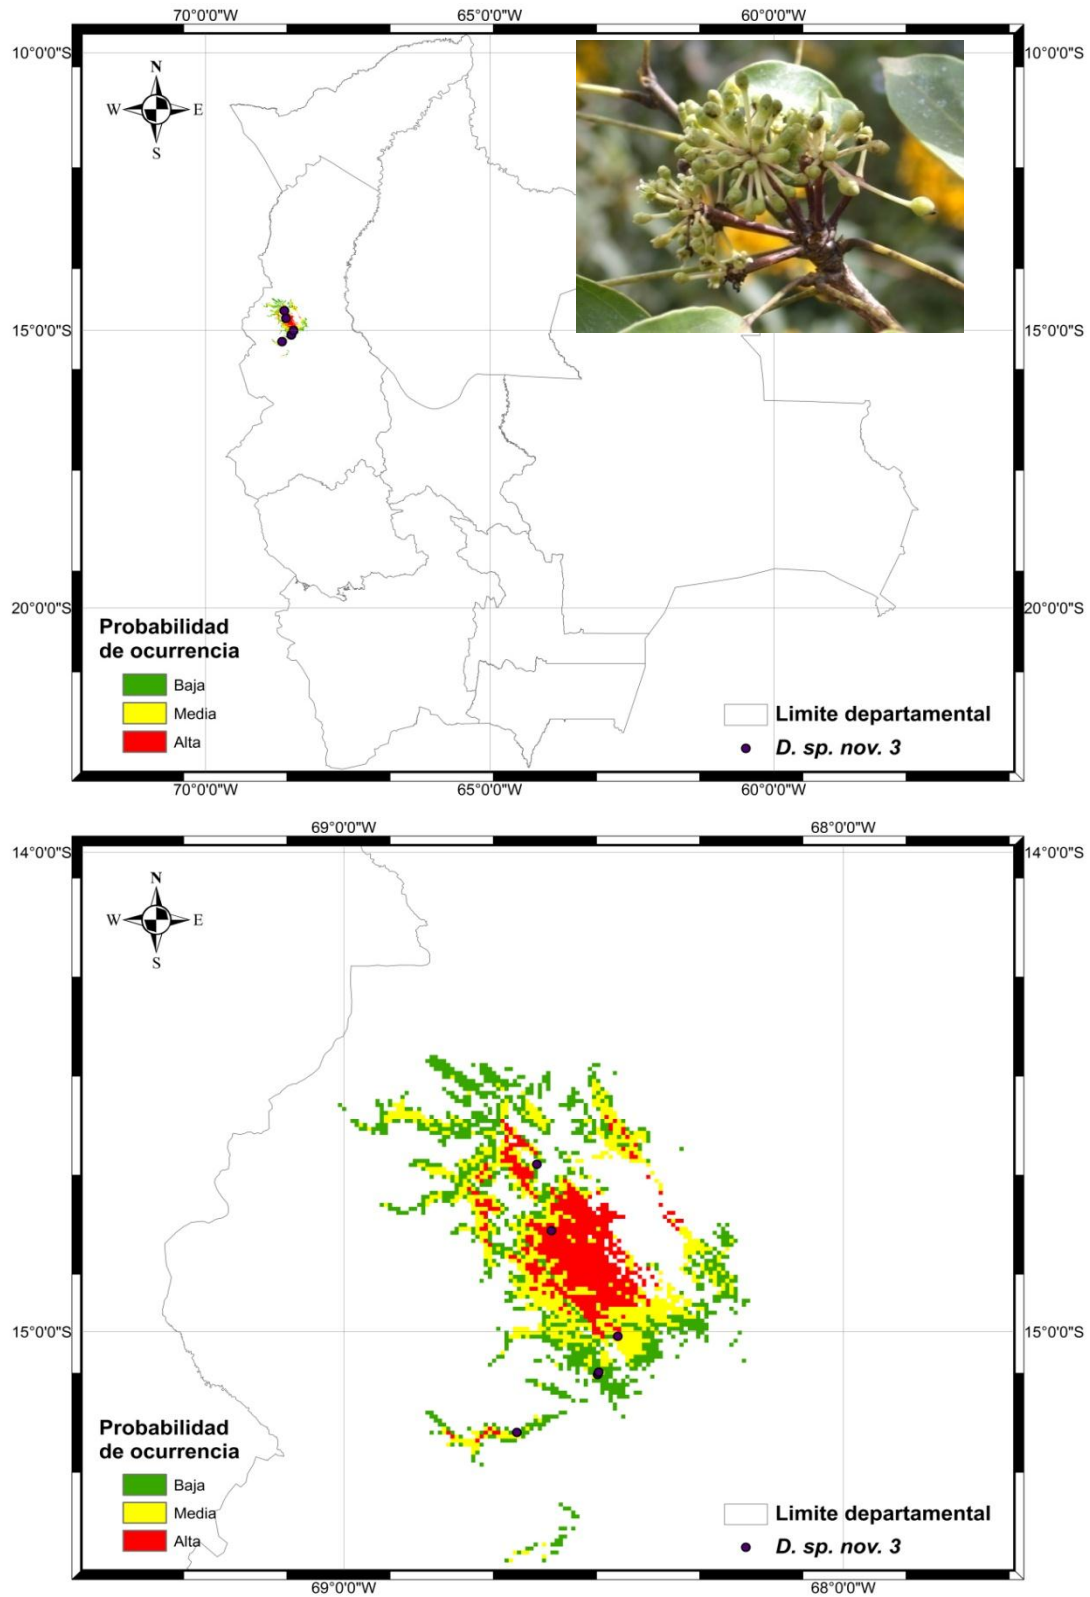 70°0'0"W 65°0'0"W 60°0'0"W
10°0'0"S 10°0'0"S
N
W E
S
15°0'0"S 15°0'0"S
20°0'0"S 20°0'0"S
Probabilidad
de ocurrencia
Baja
Media
Alta
Limite departamental
D. sp. nov. 3
70°0'0"W 65°0'0"W 60°0'0"W
69°0'0"W 68°0'0"W
14°0'0"S 14°0'0"S
N
W E
S
15°0'0"S 15°0'0"S
Probabilidad
de ocurrencia
Baja
Media
Alta
Limite departamental
D. sp. nov. 3
69°0'0"W 68°0'0"W